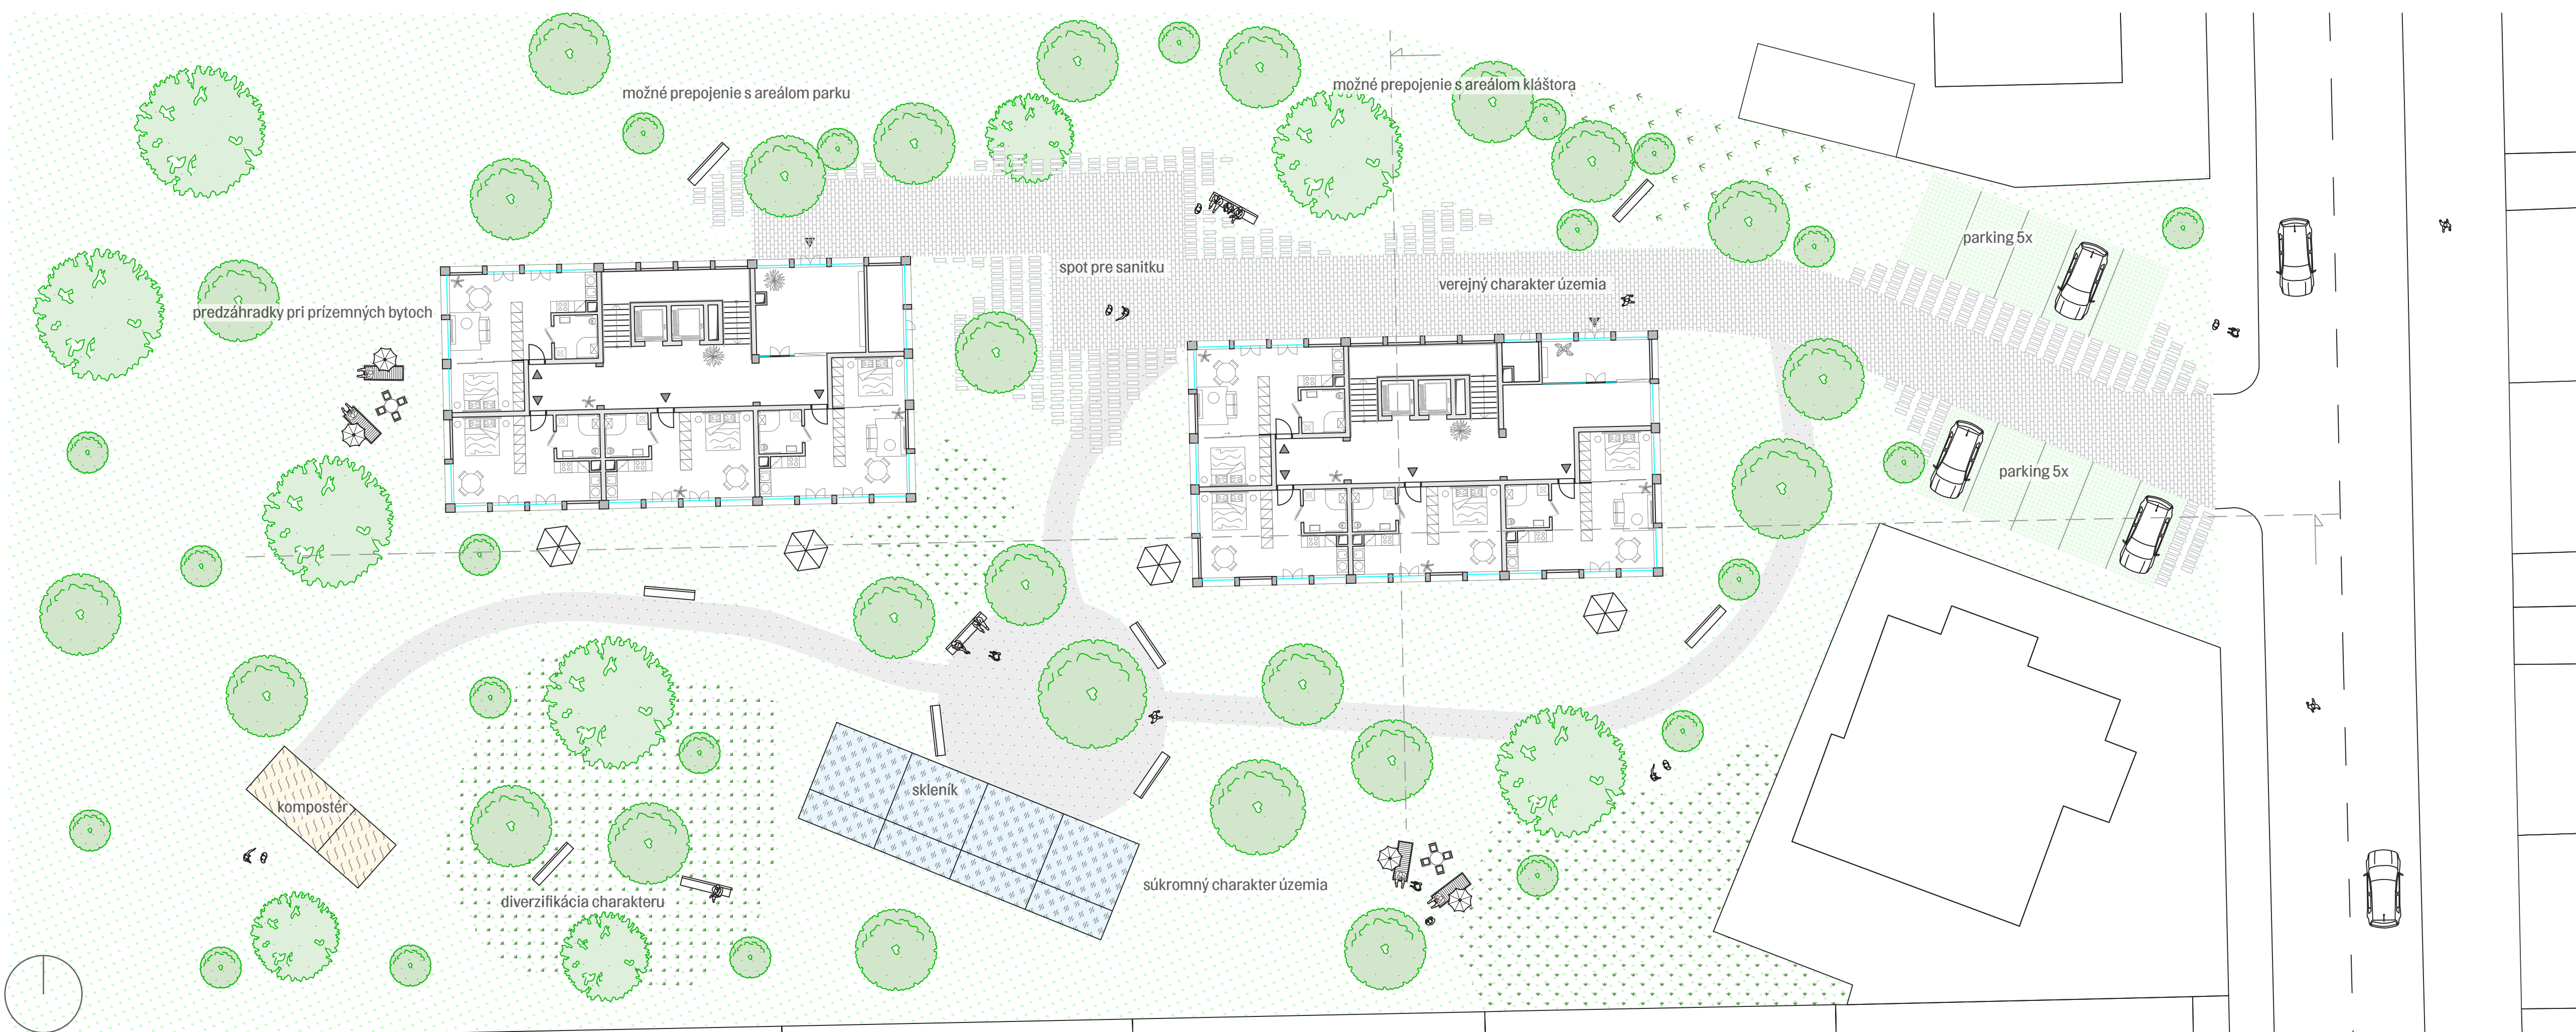 možné prepojenie s areálom parku
možné prepojenie s areálom kláštora
parking 5x
spot pre sanitku
verejný charakter územia
predzáhradky pri prízemných bytoch
parking 5x
skleník
kompostér
súkromný charakter územia
diverzifikácia charakteru